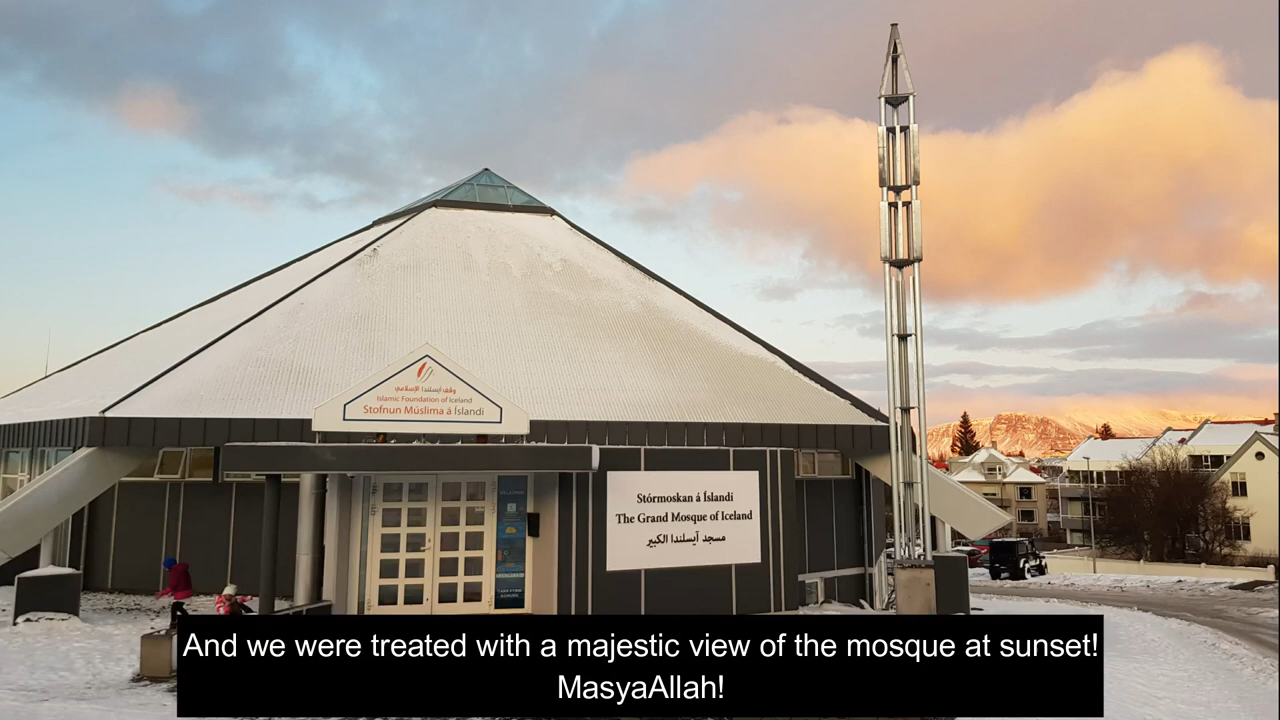 وقف آيسلندا الإسلامي
Islamic Foundation of Iceland
Stofnun Múslima á Íslandi
Stórmoskan á Íslandi
The Grand Mosque of Iceland
مسجد آيسلندا الكبير
And we were treated with a majestic view of the mosque at sunset!
MasyaAllah!